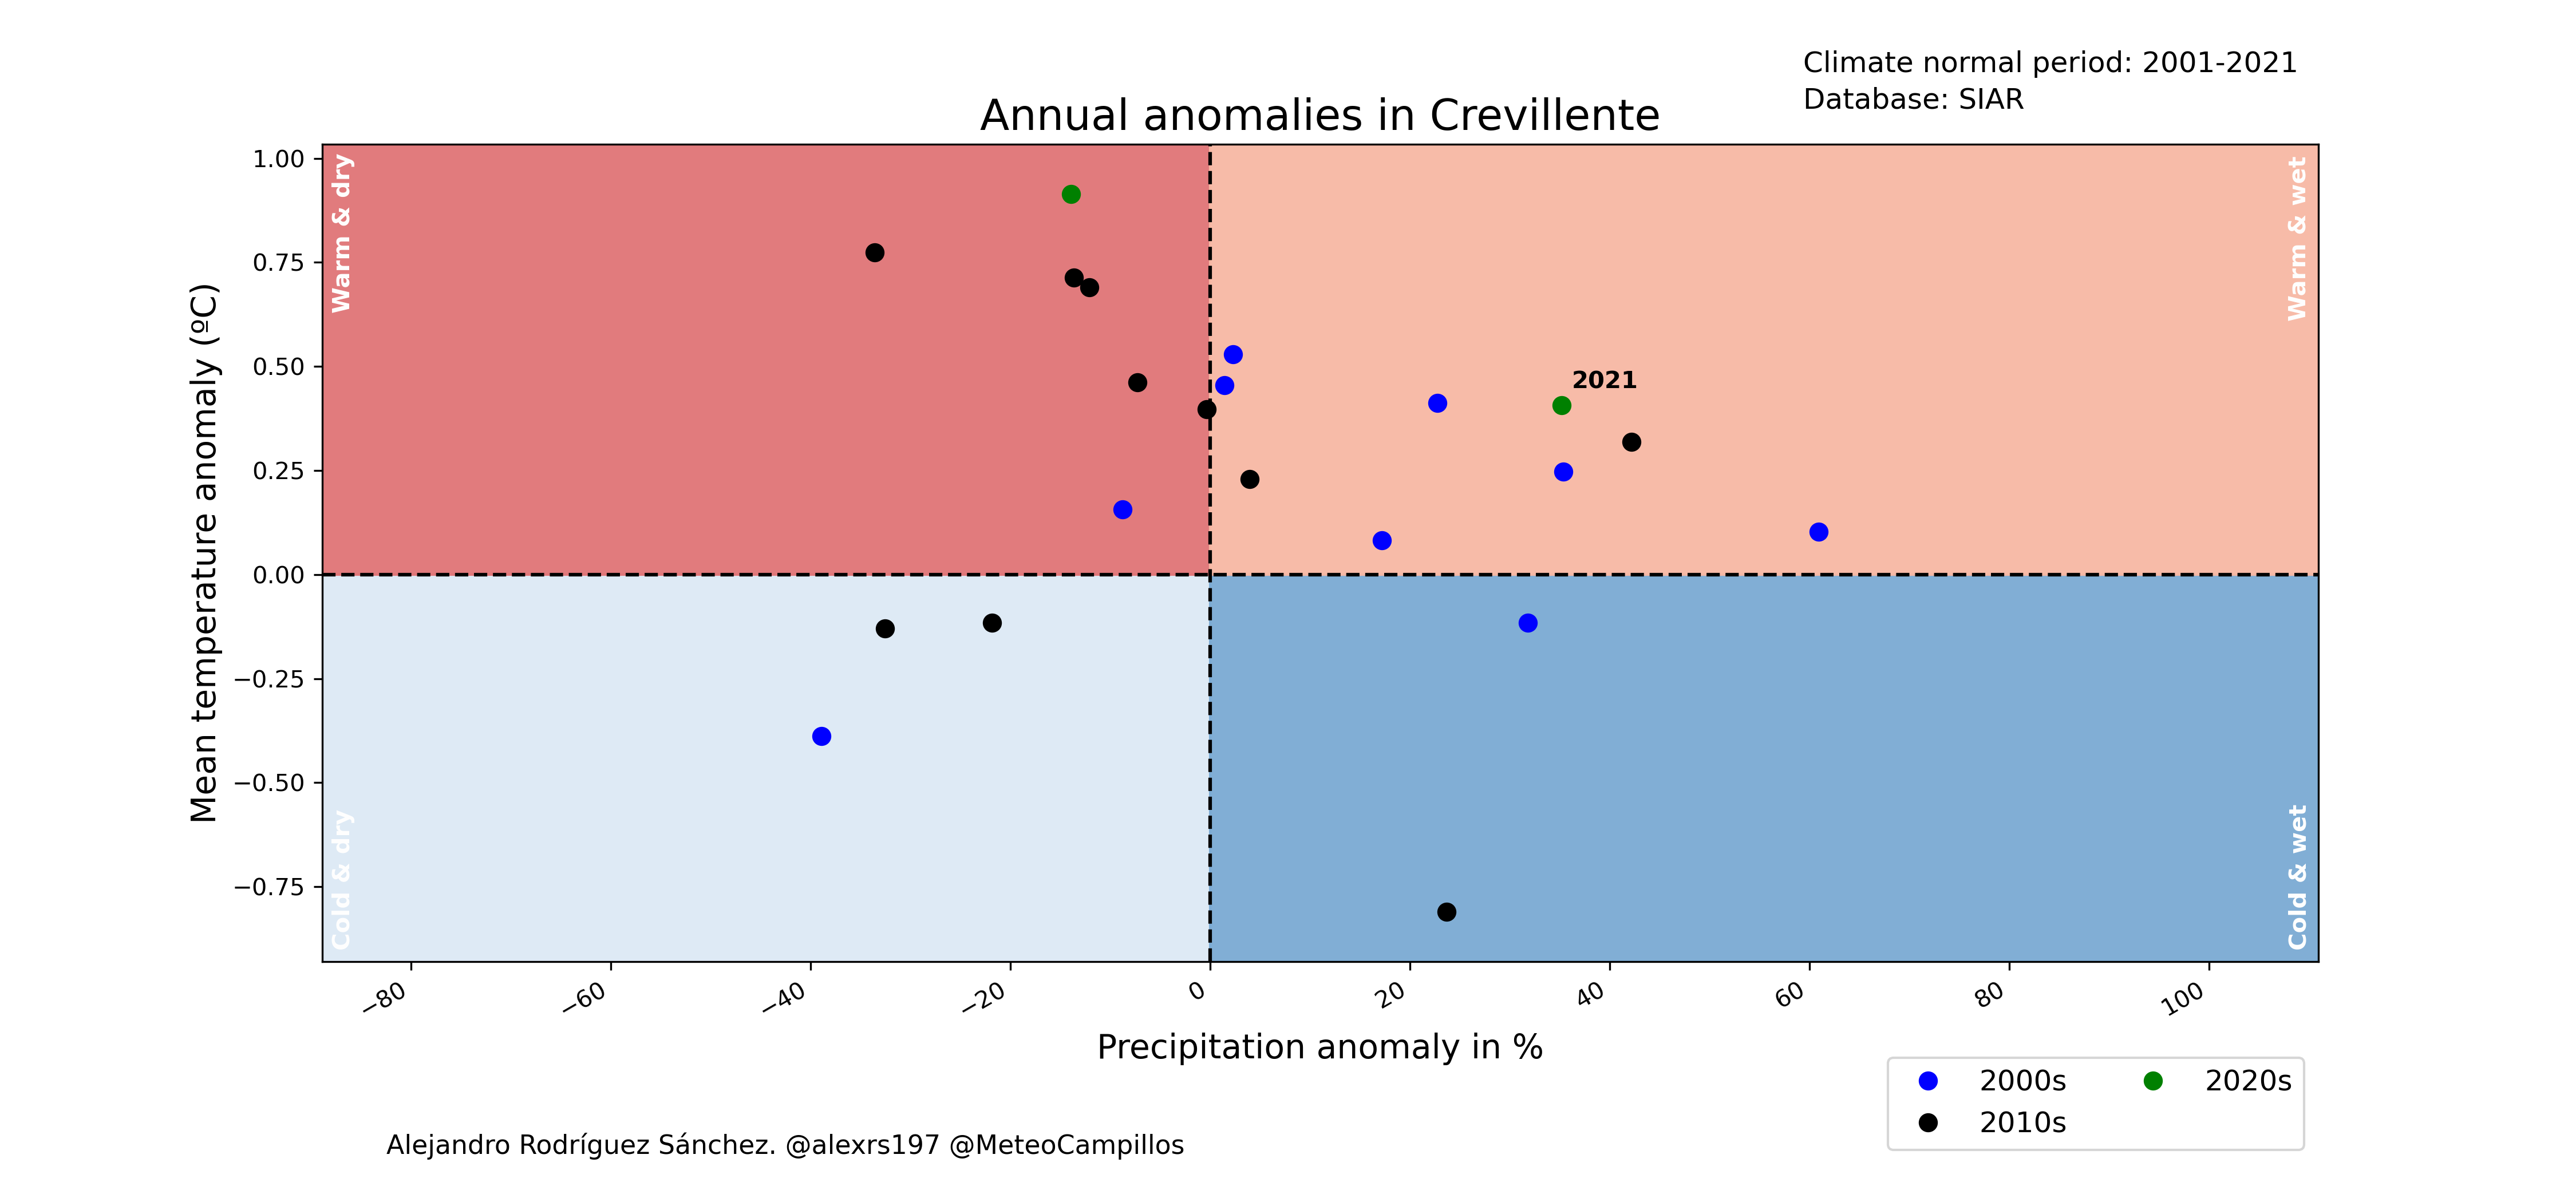 Climate normal period: 2001-2021
Database: SIAR
Annual anomalies in Crevillente
Warm & dry
Warm & wet
Cold & dry
Cold & wet
2021
Mean temperature anomaly (ºC)
1.00
0.75
0.50
0.25
0.00
−0.25
−0.50
−0.75
−80
−60
−40
−20
0
20
40
60
80
100
Precipitation anomaly in %
2000s
2010s
2020s
Alejandro Rodríguez Sánchez. @alexrs197 @MeteoCampillos